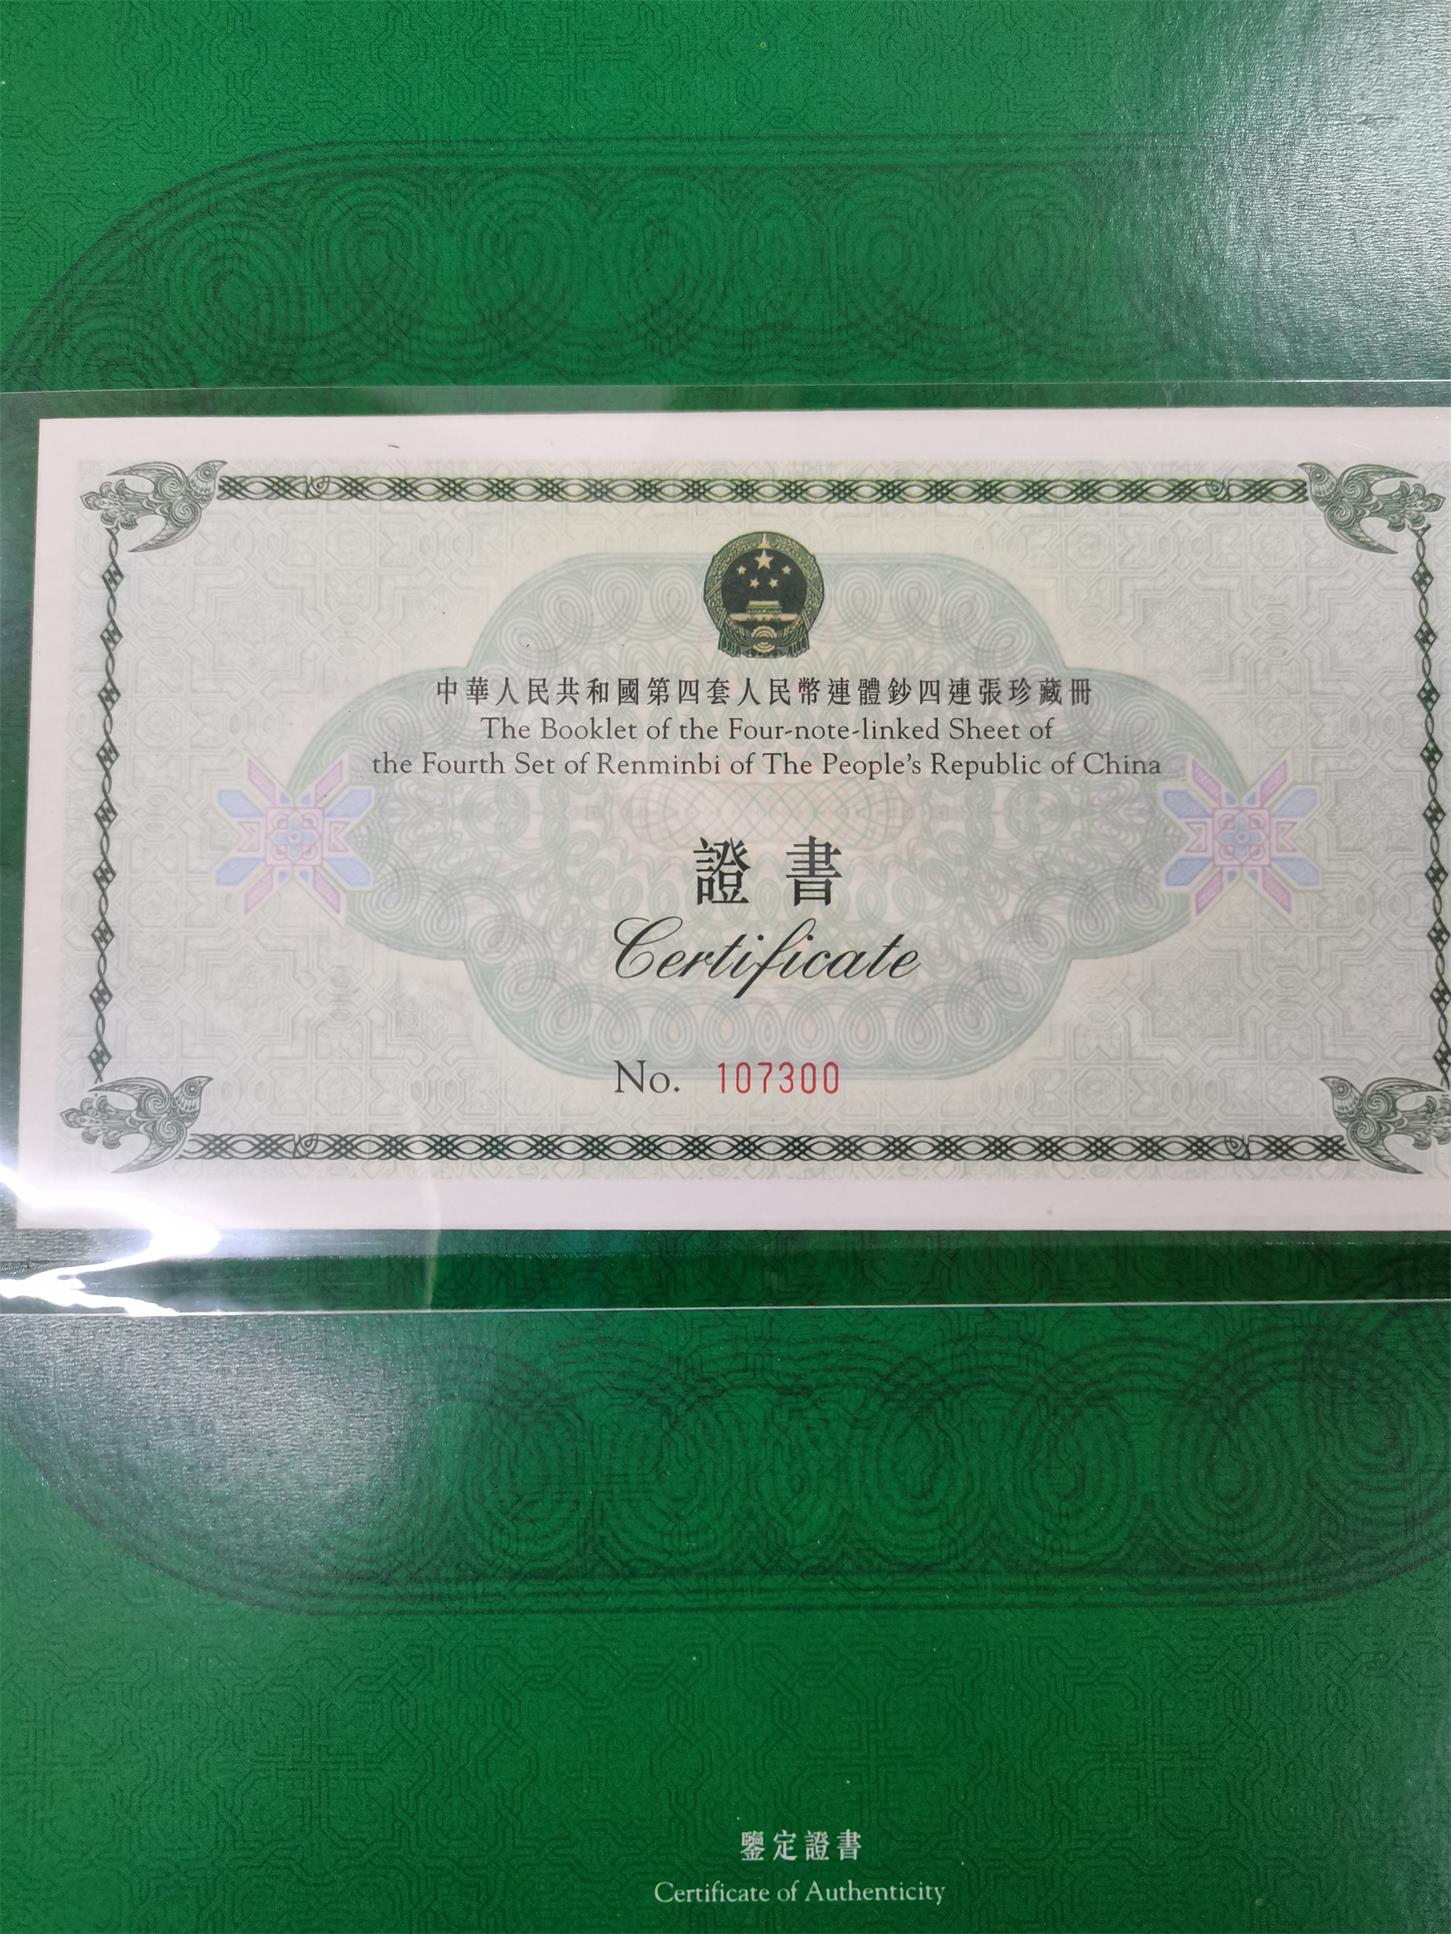 中華人民共和國第四套人民幣連體鈔四連張珍藏冊
The Booklet of the Four-note-linked Sheet of
the Fourth Set of Renminbi of The People's Republic of China
證書
Certificate
No. 107300
鑒定證書
Certificate of Authenticity